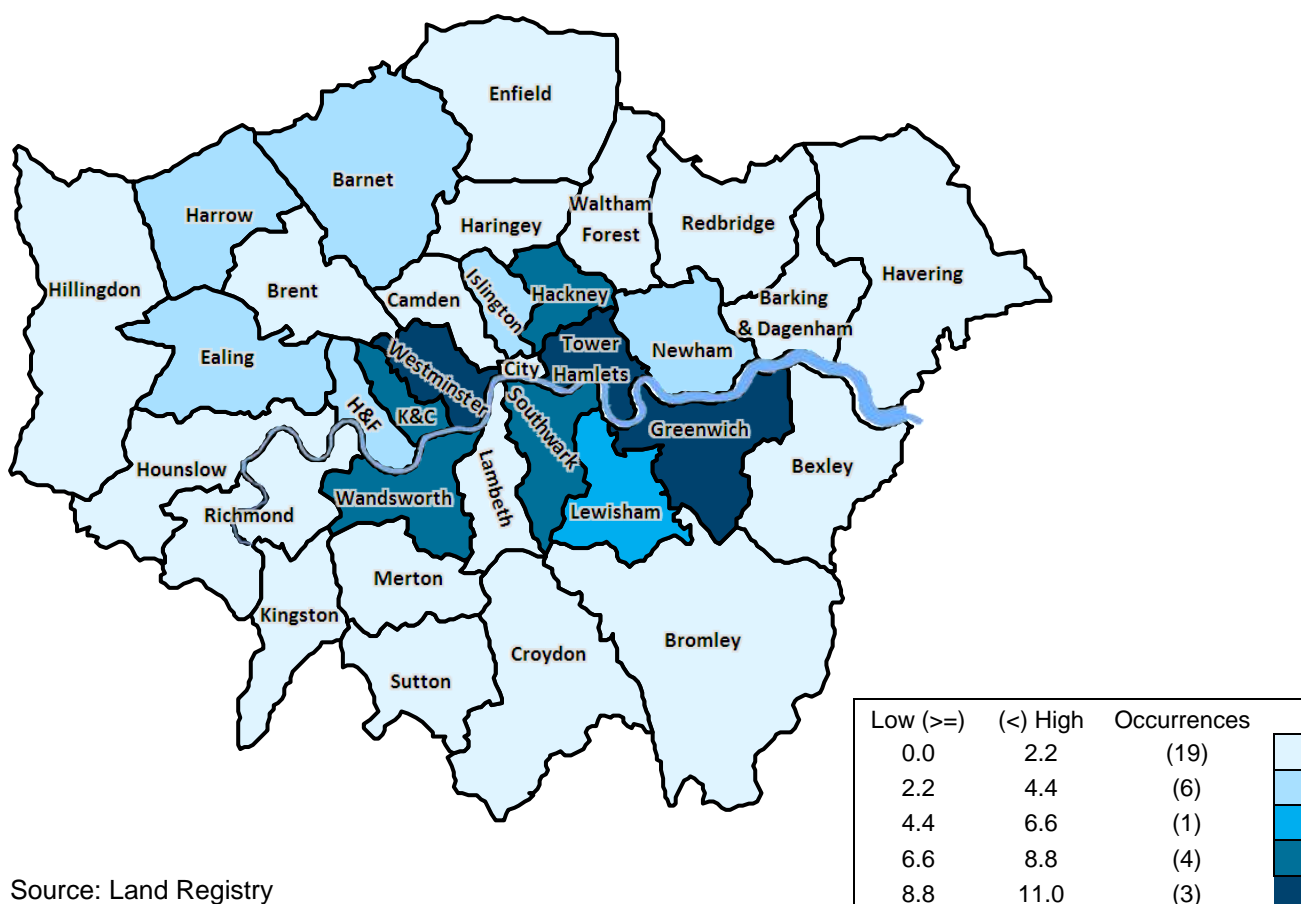 Enfield
Barnet
Harrow
Waltham
Forest
Haringey
Redbridge
Havering
Hillingdon
Brent
Camden
Islington
Hackney
Barking
& Dagenham
Ealing
Westminster
City
Tower
Hamlets
Newham
H&F
K&C
Southwark
Greenwich
Hounslow
Bexley
Richmond
Wandsworth
Lambeth
Lewisham
Merton
Kingston
Bromley
Croydon
Sutton
Low (>=) (<) High Occurrences
0.0 2.2 (19)
2.2 4.4 (6)
4.4 6.6 (1)
6.6 8.8 (4)
8.8 11.0 (3)
Source: Land Registry